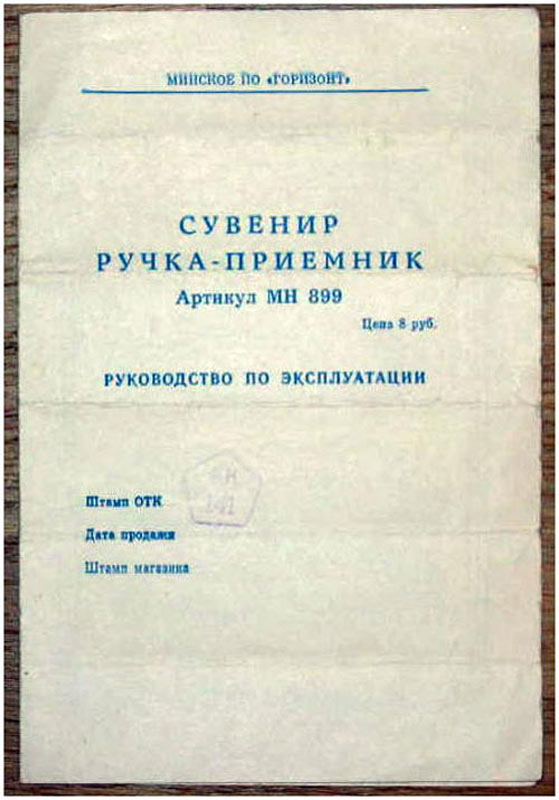 МИНСКОЕ ПО «ГОРИЗОНТ»
СУВЕНИР
РУЧКА-ПРИЕМНИК
Артикул МН 899
Цена 8 руб.
РУКОВОДСТВО ПО ЭКСПЛУАТАЦИИ
Штамп ОТК
141
Дата продажи
Штамп магазина